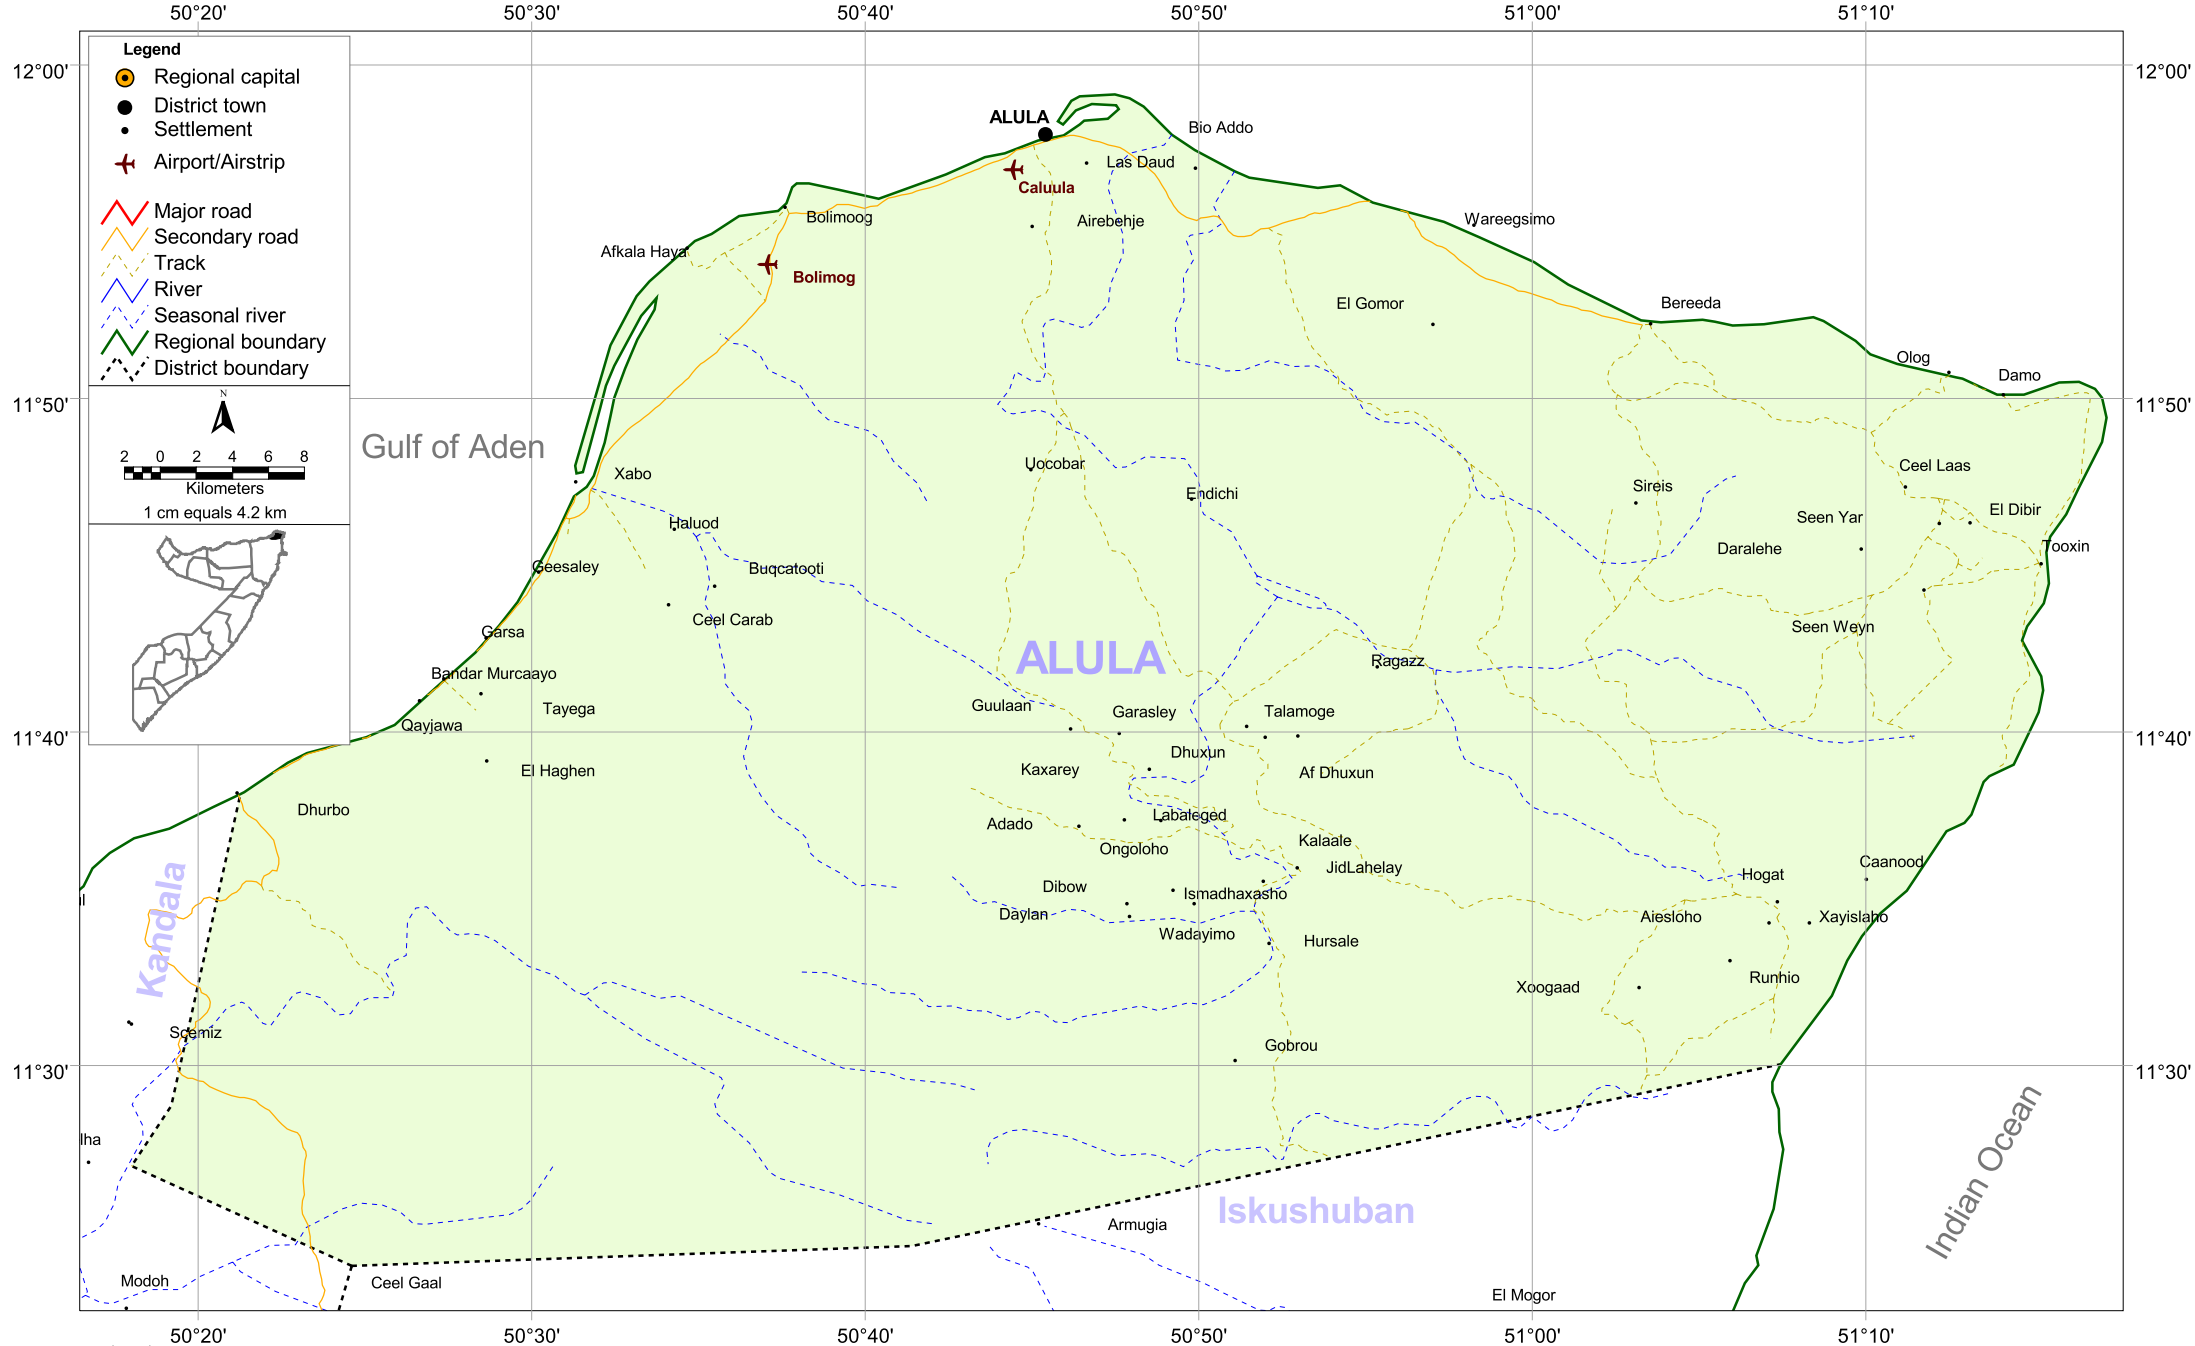 50°20'
50°30'
50°40'
50°50'
51°00'
51°10'
12°00'
12°00'
11°50'
11°50'
11°40'
11°40'
11°30'
11°30'
Legend
Regional capital
District town
Settlement
Airport/Airstrip
Major road
Secondary road
Track
River
Seasonal river
Regional boundary
District boundary
N
2 0 2 4 6 8
Kilometers
1 cm equals 4.2 km
ALULA
Bio Addo
Las Daud
Caluula
Bolimoog
Airebehje
Wareegsimo
Afkala Haya
Bolimog
El Gomor
Bereeda
Olog
Damo
Gulf of Aden
Xabo
Uocobar
Endichi
Sireis
Ceel Laas
El Dibir
Seen Yar
Haluod
Daralehe
Tooxin
Geesaley
Buqcatooti
Ceel Carab
Seen Weyn
Garsa
ALULA
Ragazz
Bandar Murcaayo
Tayega
Guulaan
Garasley
Talamoge
Qayjawa
Dhuxun
El Haghen
Kaxarey
Af Dhuxun
Dhurbo
Adado
Labaleged
Kalaale
Ongoloho
JidLahelay
Caanood
Hogat
Dibow
Ismadhaxasho
Daylan
Aiesloho
Xayislaho
Wadayimo
Hursale
Kandala
Runhio
Xoogaad
Scemiz
Gobrou
lha
Iskushuban
Armugia
Indian Ocean
Modoh
Ceel Gaal
El Mogor
50°20'
50°30'
50°40'
50°50'
51°00'
51°10'